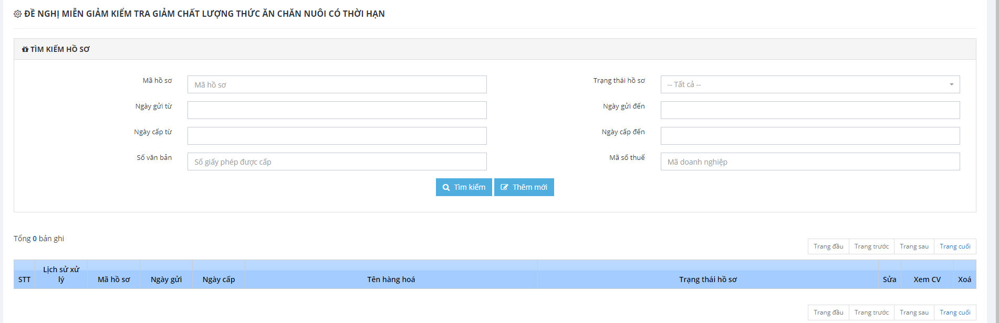 ĐỀ NGHỊ MIỄN GIẢM KIỂM TRA GIẢM CHẤT LƯỢNG THỨC ĂN CHĂN NUÔI CÓ THỜI HẠN
TÌM KIẾM HỒ SƠ
Mã hồ sơ
Mã hồ sơ
Trạng thái hồ sơ
-- Tất cả --
Ngày gửi từ
Ngày gửi đến
Ngày cấp từ
Ngày cấp đến
Số văn bản
Số giấy phép được cấp
Mã số thuế
Mã doanh nghiệp
Tìm kiếm
Thêm mới
Tổng 0 bản ghi
Trang đầu
Trang trước
Trang sau
Trang cuối
STT
Lịch sử xử
lý
Mã hồ sơ
Ngày gửi
Ngày cấp
Tên hàng hoá
Trạng thái hồ sơ
Sửa
Xem CV
Xoá
Trang đầu
Trang trước
Trang sau
Trang cuối